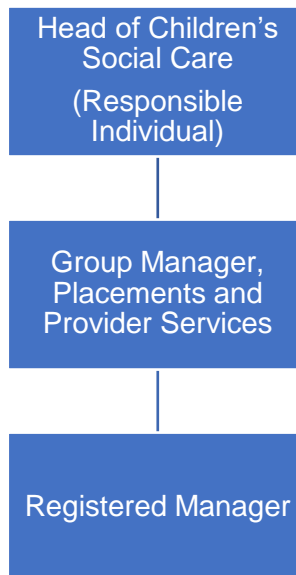 Head of Children's
Social Care
(Responsible
Individual)
Group Manager,
Placements and
Provider Services
Registered Manager